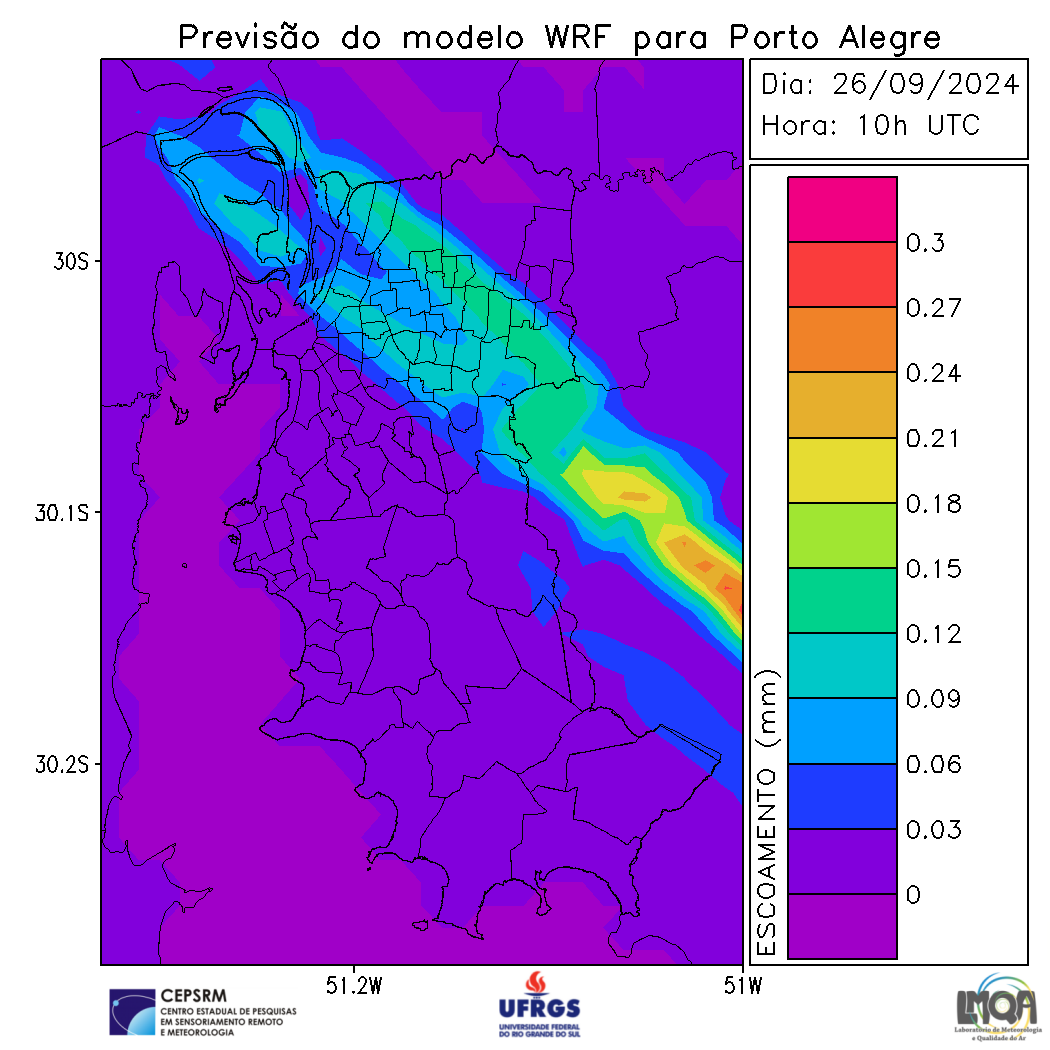 Previsão do modelo WRF para Porto Alegre
Dia: 26/09/2024
Hora: 10h UTC
30S
30.1S
30.2S
51.2W
51W
0.3
0.27
0.24
0.21
0.18
0.15
0.12
0.09
0.06
0.03
0
ESCOAMENTO (mm)
CEPSRM
CENTRO ESTADUAL DE PESQUISAS
EM SENSORIAMENTO REMOTO
E METEOROLOGIA
UFRGS
UNIVERSIDADE FEDERAL
DO RIO GRANDE DO SUL
LMQA
Laboratório de Meteorologia
e Qualidade do Ar